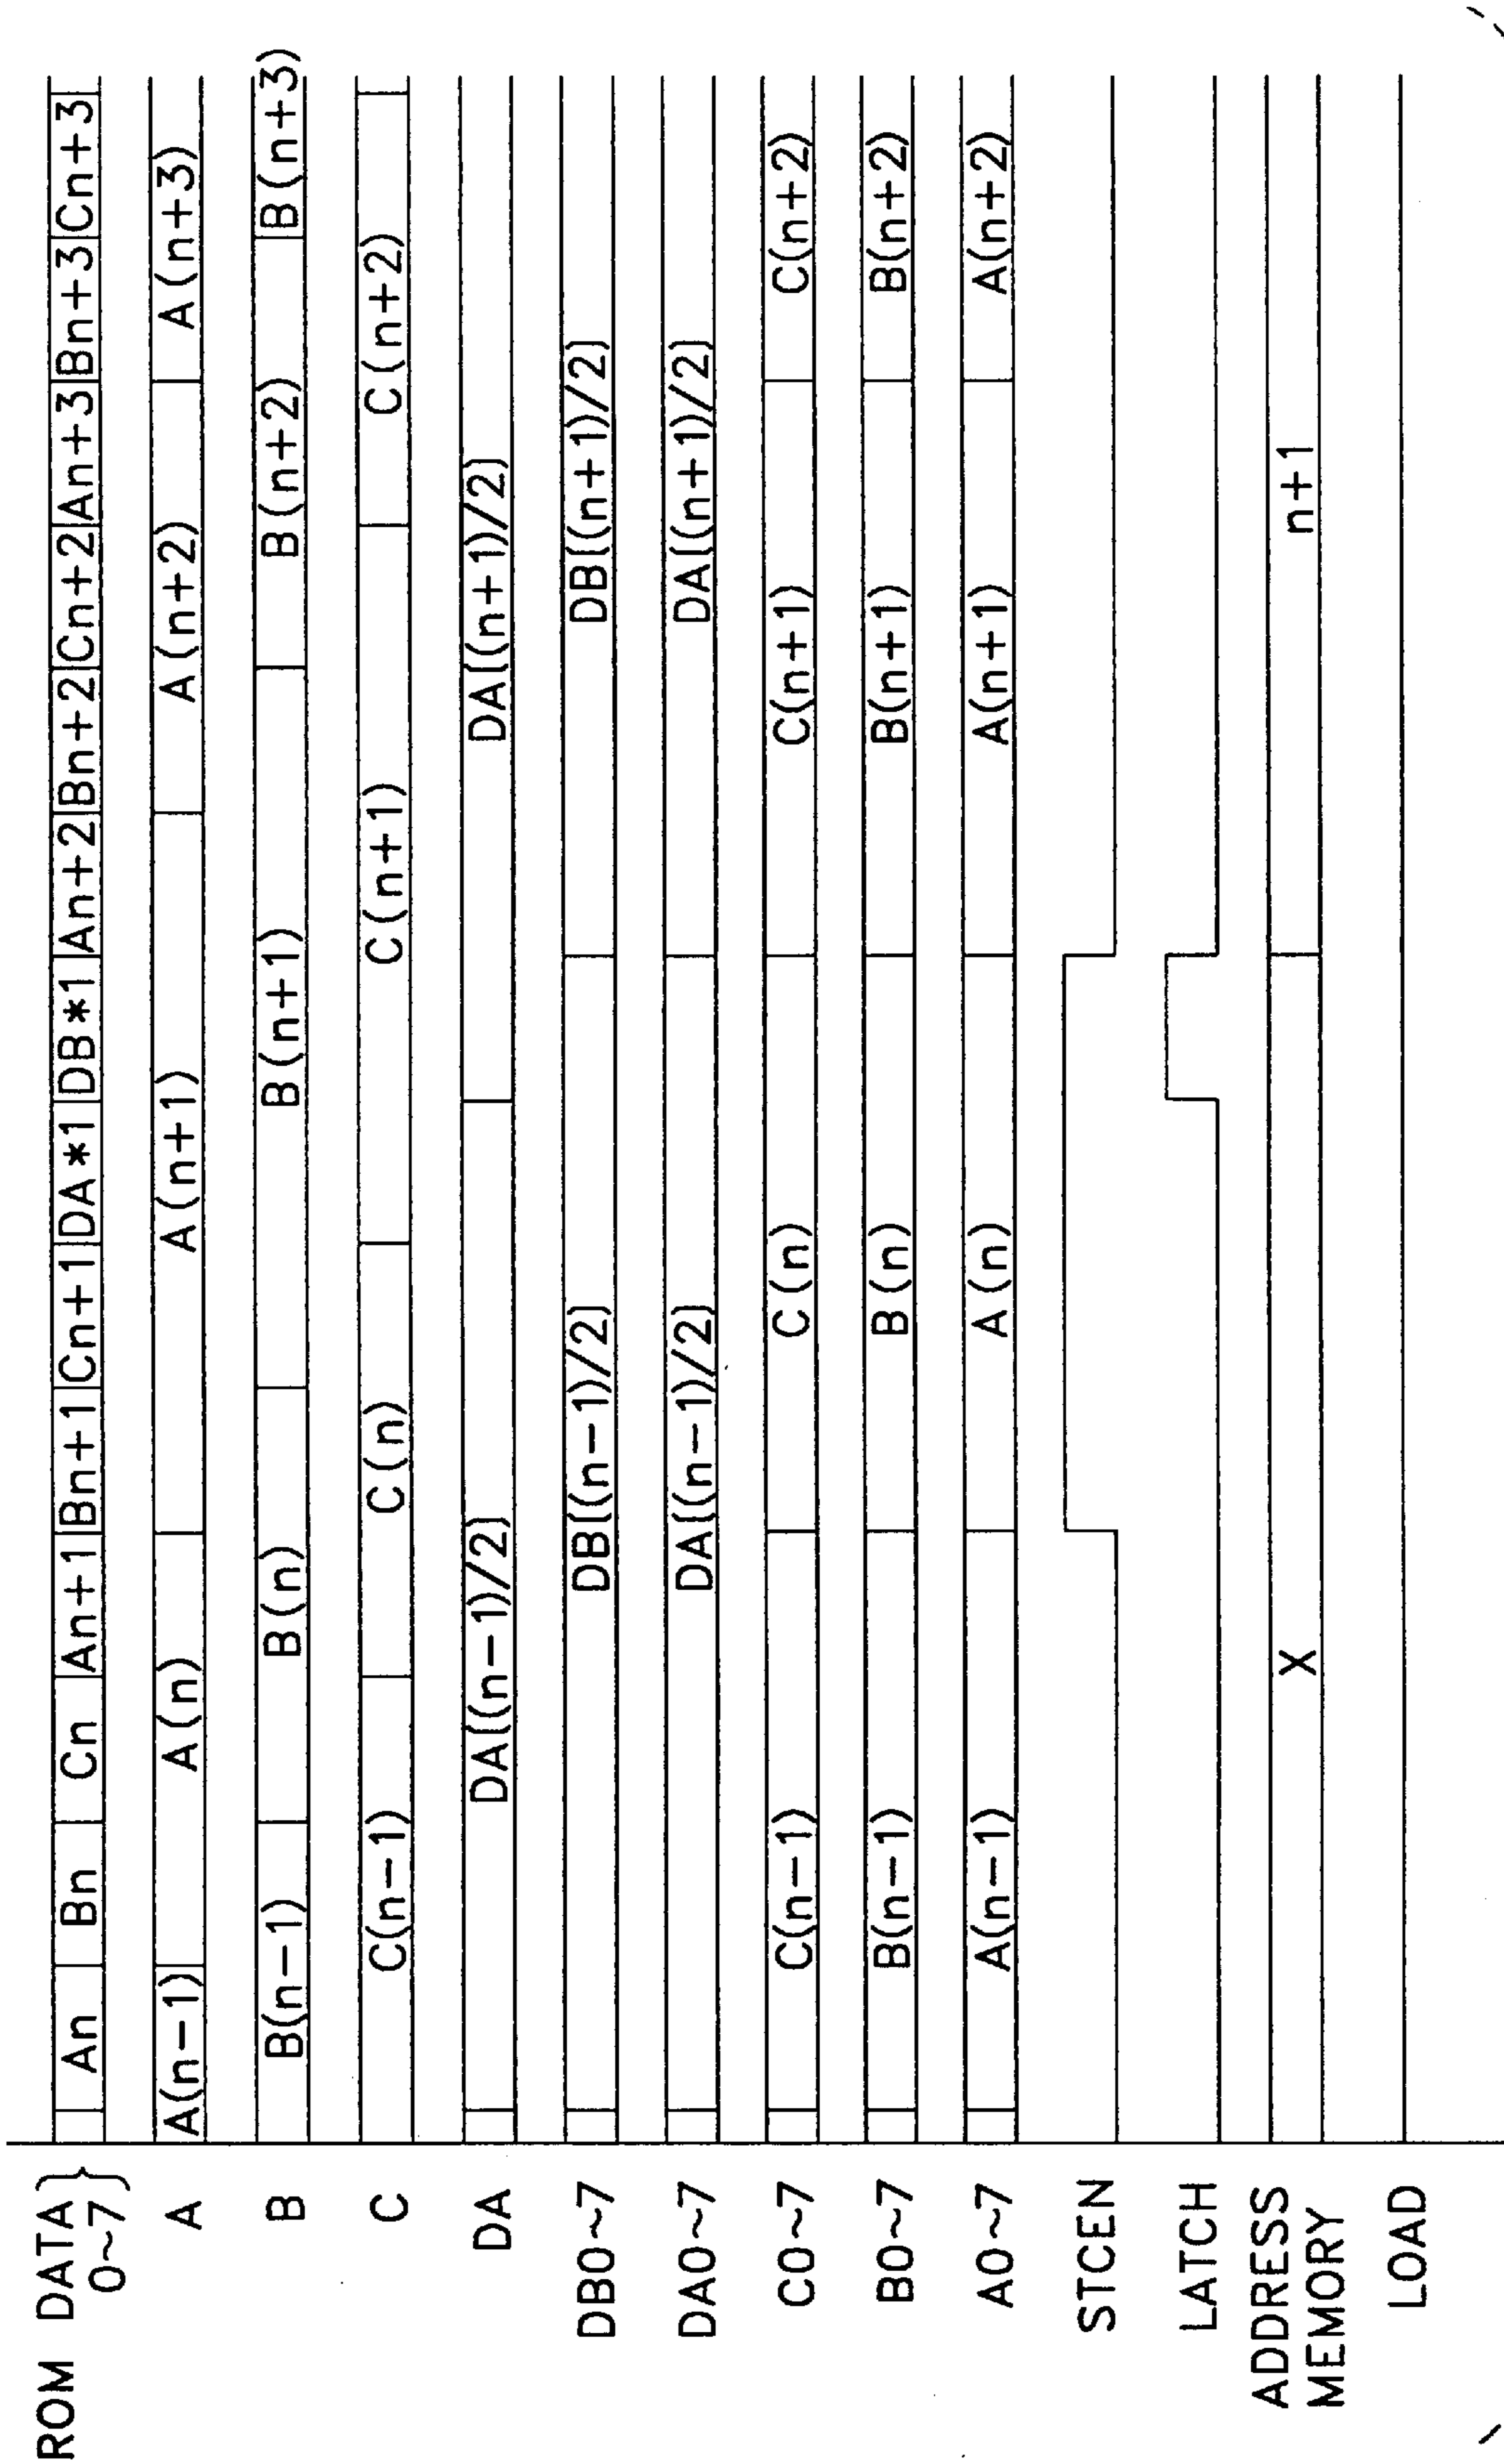 ROM DATA
0~7
An Bn Cn An+1 Bn+1 Cn+1 DA*1 DB*1 An+2 Bn+2 Cn+2 An+3 Bn+3 Cn+3
A A(n-1) A(n) A(n+1) A(n+2) A(n+3)
B B(n-1) B(n) B(n+1) B(n+2) B(n+3)
C C(n-1) C(n) C(n+1) C(n+2)
DA DA[(n-1)/2] DA[(n+1)/2]
DB0~7 DB[(n-1)/2] DB[(n+1)/2]
DA0~7 DA[(n-1)/2] DA[(n+1)/2]
C0~7 C(n-1) C(n) C(n+1) C(n+2)
B0~7 B(n-1) B(n) B(n+1) B(n+2)
A0~7 A(n-1) A(n) A(n+1) A(n+2)
STCEN
LATCH
ADDRESS
MEMORY
X n+1
LOAD